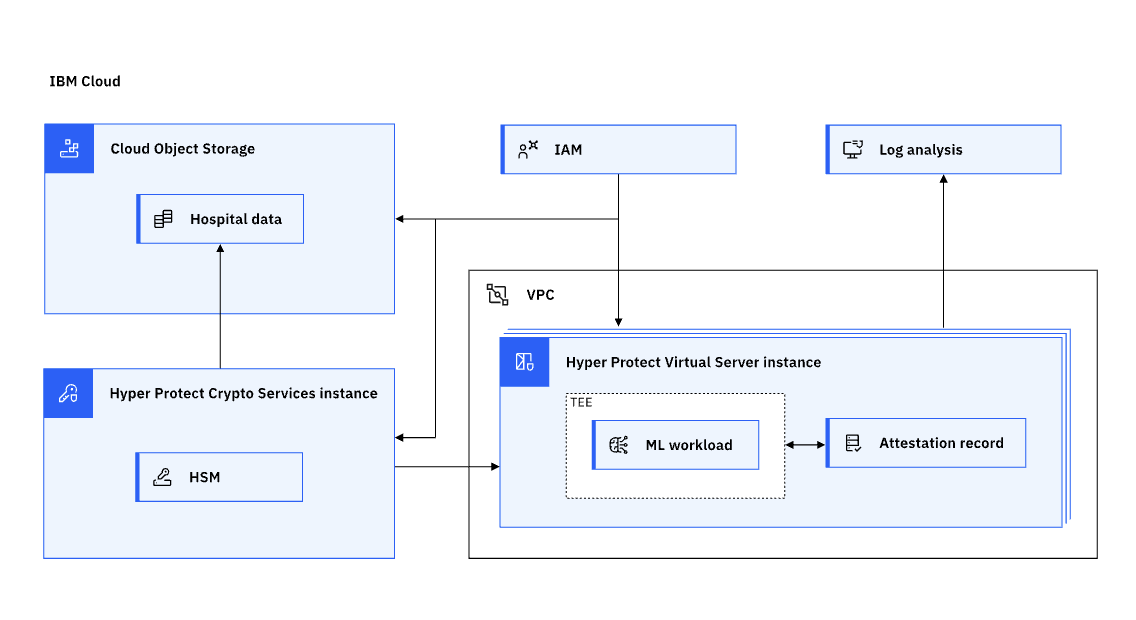 IBM Cloud
Cloud Object Storage
IAM
Log analysis
Hospital data
VPC
Hyper Protect Virtual Server instance
Hyper Protect Crypto Services instance
TEE
ML workload
Attestation record
HSM